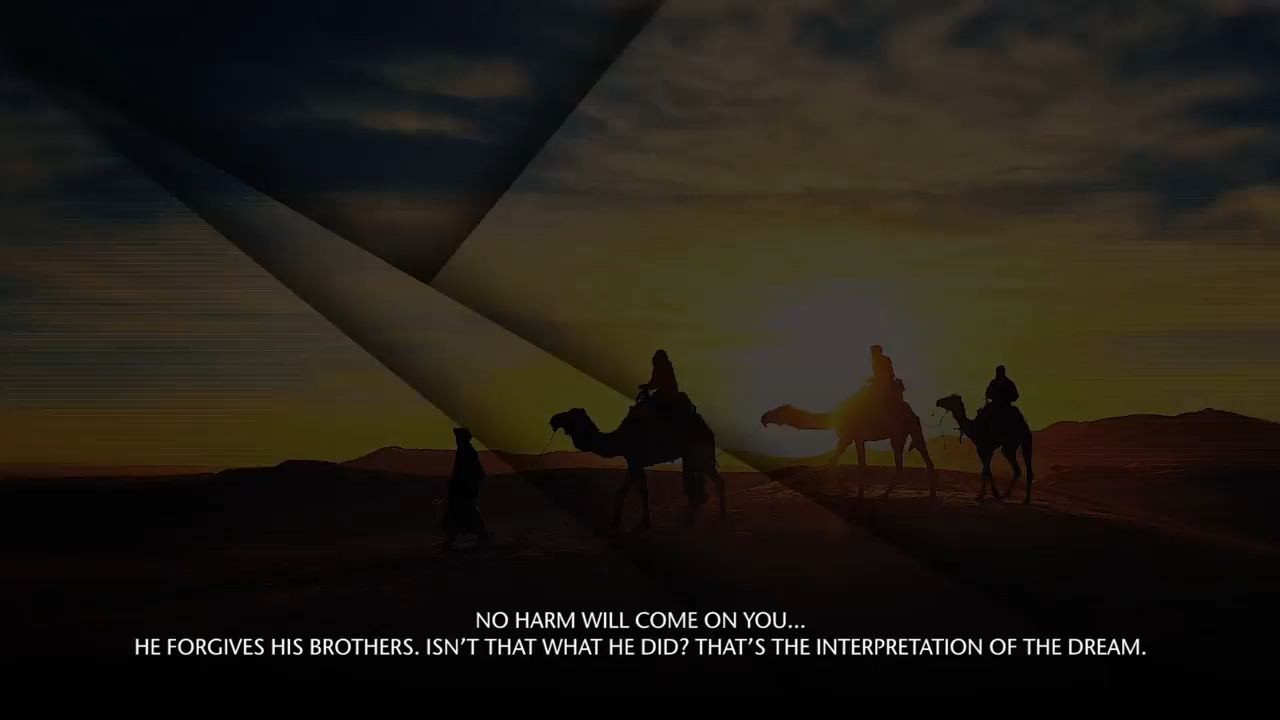 NO HARM WILL COME ON YOU...
HE FORGIVES HIS BROTHERS. ISN'T THAT WHAT HE DID? THAT'S THE INTERPRETATION OF THE DREAM.